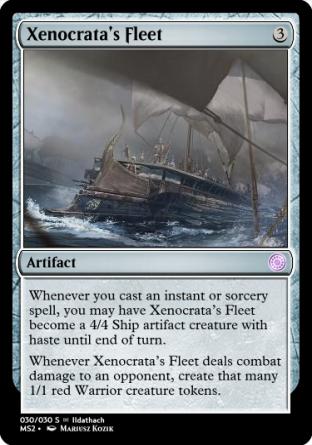 Xenocrata's Fleet 3
Artifact
Whenever you cast an instant or sorcery
spell, you may have Xenocrata's Fleet
become a 4/4 Ship artifact creature with
haste until end of turn.
Whenever Xenocrata's Fleet deals combat
damage to an opponent, create that many
1/1 red Warrior creature tokens.
030/030 S = Ildathach
MS2 • Mariusz Kozik